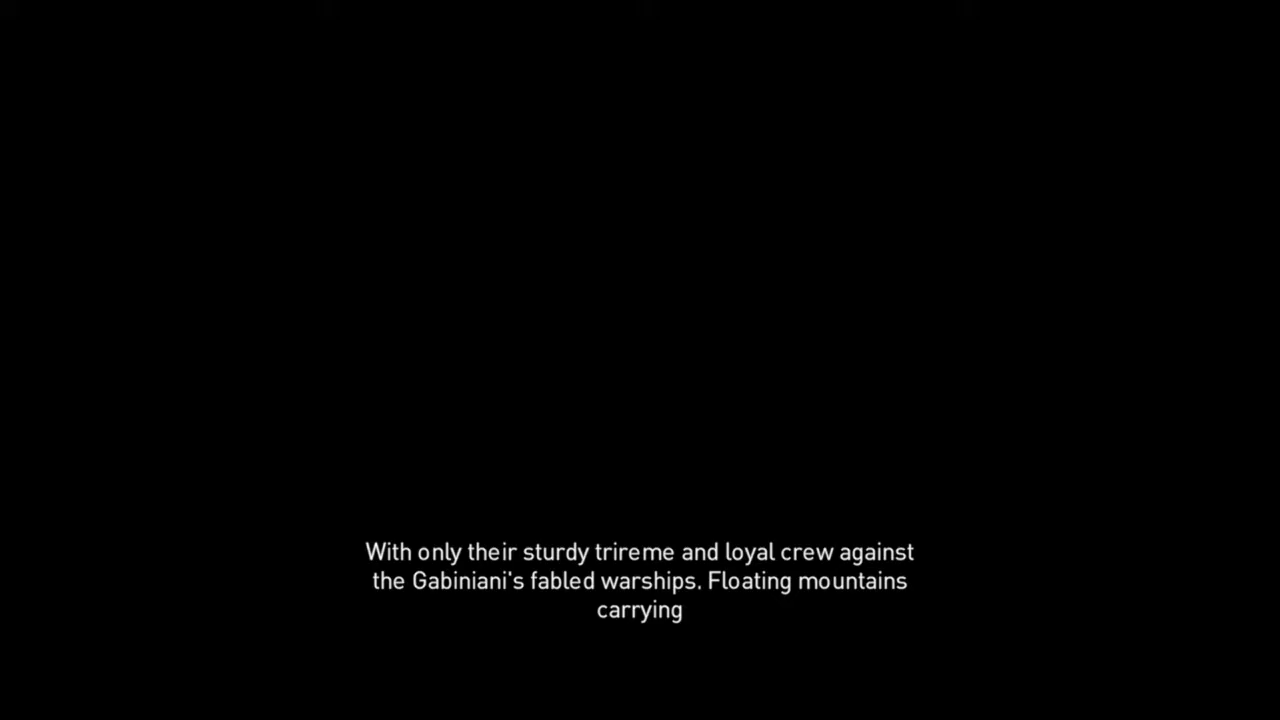 With only their sturdy trireme and loyal crew against
the Gabiniani's fabled warships. Floating mountains
carrying